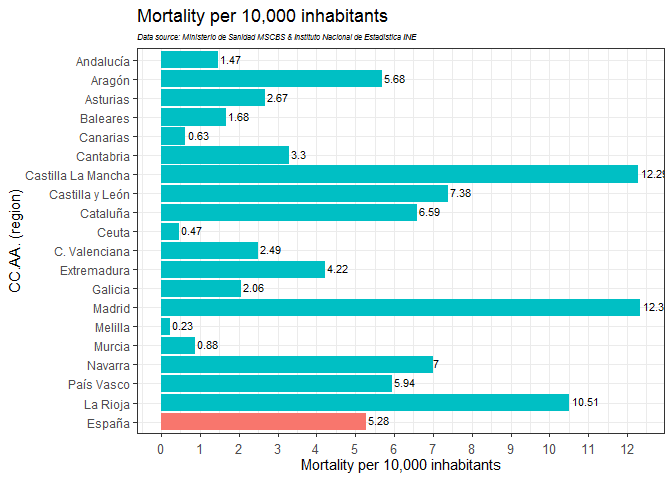 Mortality per 10,000 inhabitants
Data source: Ministerio de Sanidad MSCBS & Instituto Nacional de Estadística INE
CC.AA. (region)
Andalucía 1.47
Aragón 5.68
Asturias 2.67
Baleares 1.68
Canarias 0.63
Cantabria 3.3
Castilla La Mancha 12.29
Castilla y León 7.38
Cataluña 6.59
Ceuta 0.47
C. Valenciana 2.49
Extremadura 4.22
Galicia 2.06
Madrid 12.3
Melilla 0.23
Murcia 0.88
Navarra 7
País Vasco 5.94
La Rioja 10.51
España 5.28
0 1 2 3 4 5 6 7 8 9 10 11 12
Mortality per 10,000 inhabitants